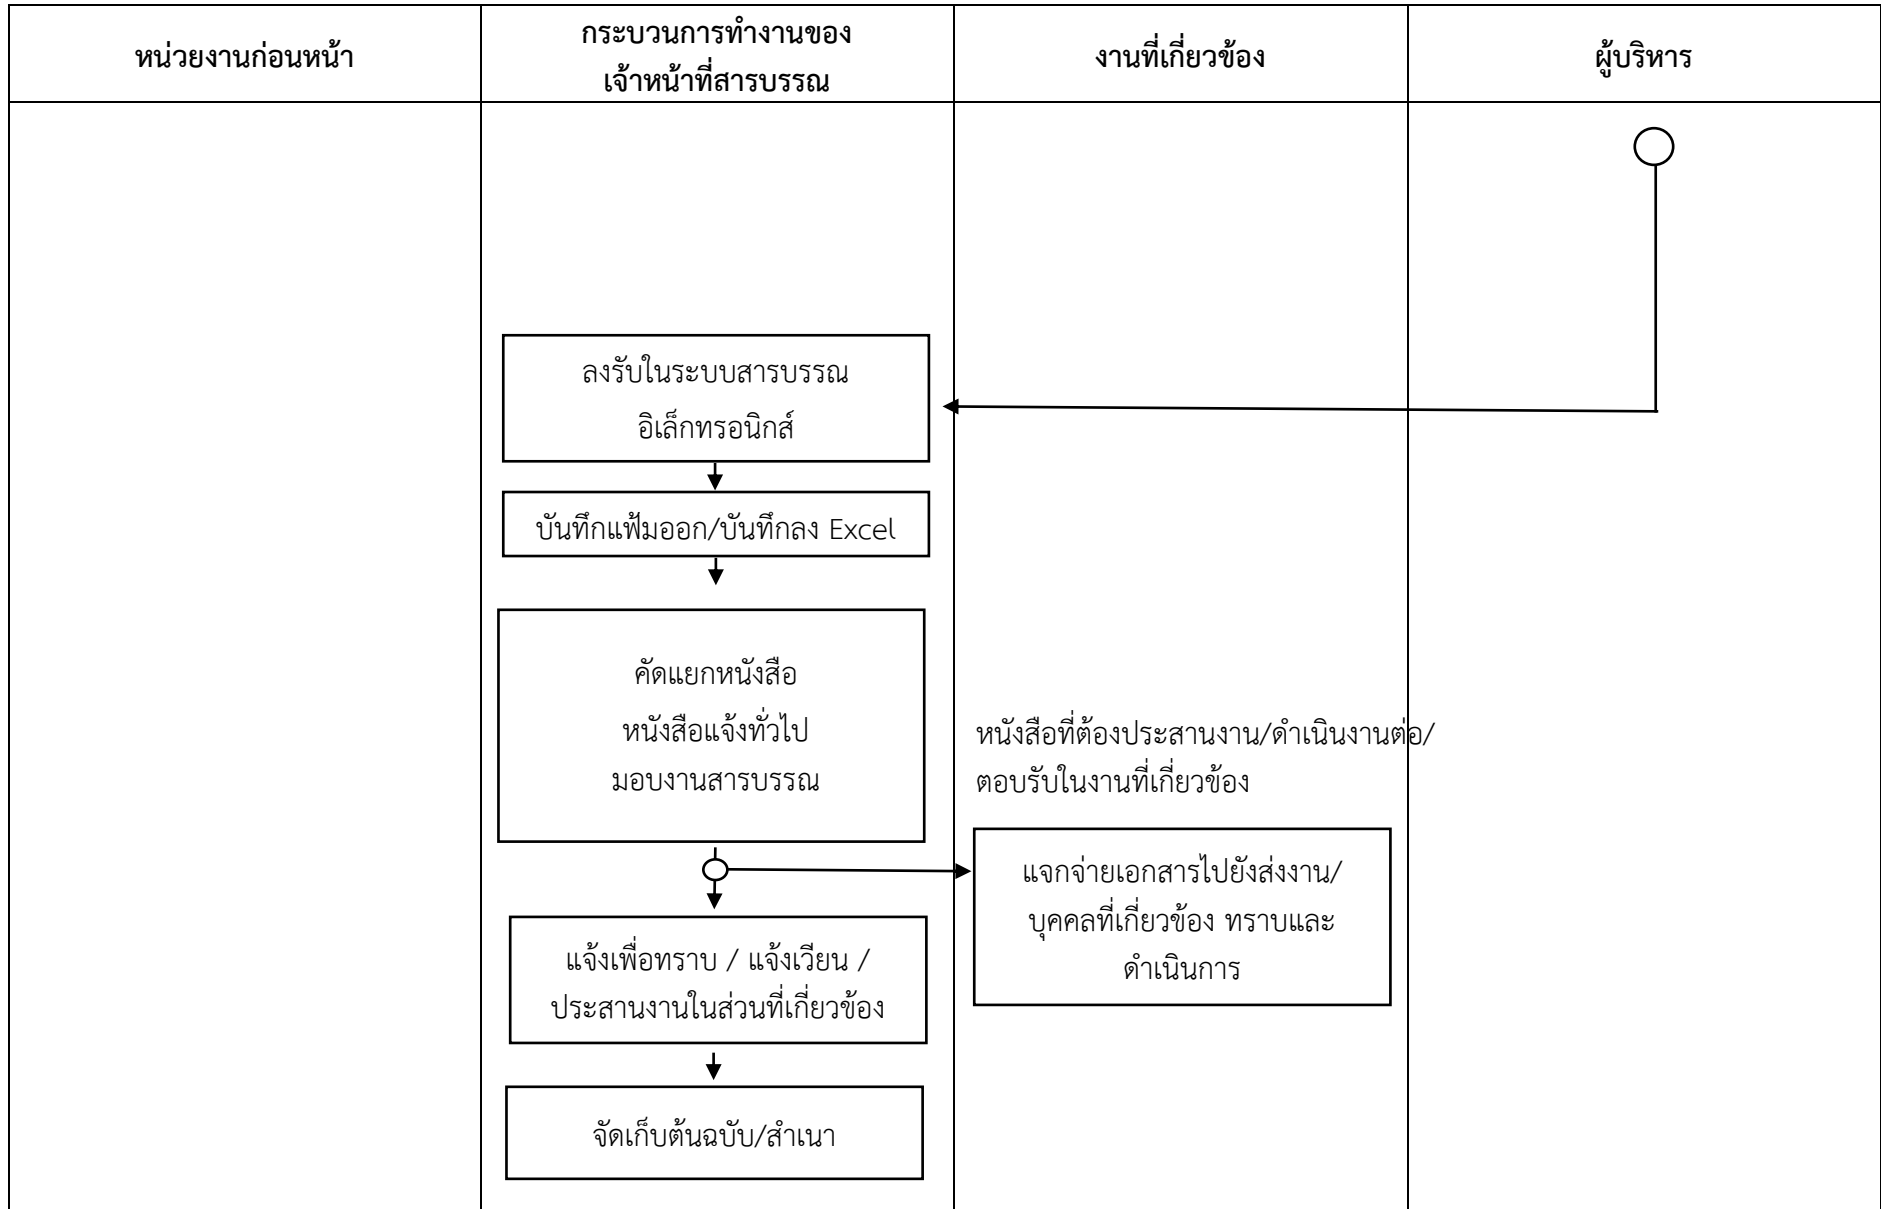 หน่วยงานก่อนหน้า
กระบวนการทำงานของ
เจ้าหน้าที่สารบรรณ
งานที่เกี่ยวข้อง
ผู้บริหาร
ลงรับในระบบสารบรรณ
อิเล็กทรอนิกส์
บันทึกแฟ้มออก/บันทึกลง Excel
คัดแยกหนังสือ
หนังสือแจ้งทั่วไป
มอบงานสารบรรณ
หนังสือที่ต้องประสานงาน/ดำเนินงานต่อ/
ตอบรับในงานที่เกี่ยวข้อง
แจกจ่ายเอกสารไปยังส่งงาน/
บุคคลที่เกี่ยวข้อง ทราบและ
ดำเนินการ
แจ้งเพื่อทราบ / แจ้งเวียน /
ประสานงานในส่วนที่เกี่ยวข้อง
จัดเก็บต้นฉบับ/สำเนา